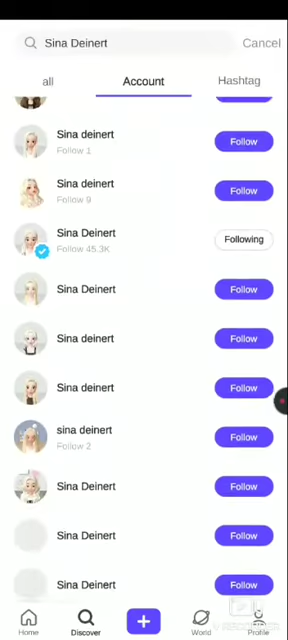 Sina Deinert
Cancel
all
Account
Hashtag
Sina deinert
Follow 1
Follow
Sina deinert
Follow 9
Follow
Sina Deinert
Follow 45.3K
Following
Sina Deinert
Follow
Sina deinert
Follow
Sina deinert
Follow
sina deinert
Follow 2
Follow
Sina Deinert
Follow
Sina Deinert
Follow
Sina Deinert
Follow
Home
Discover
World
Profile